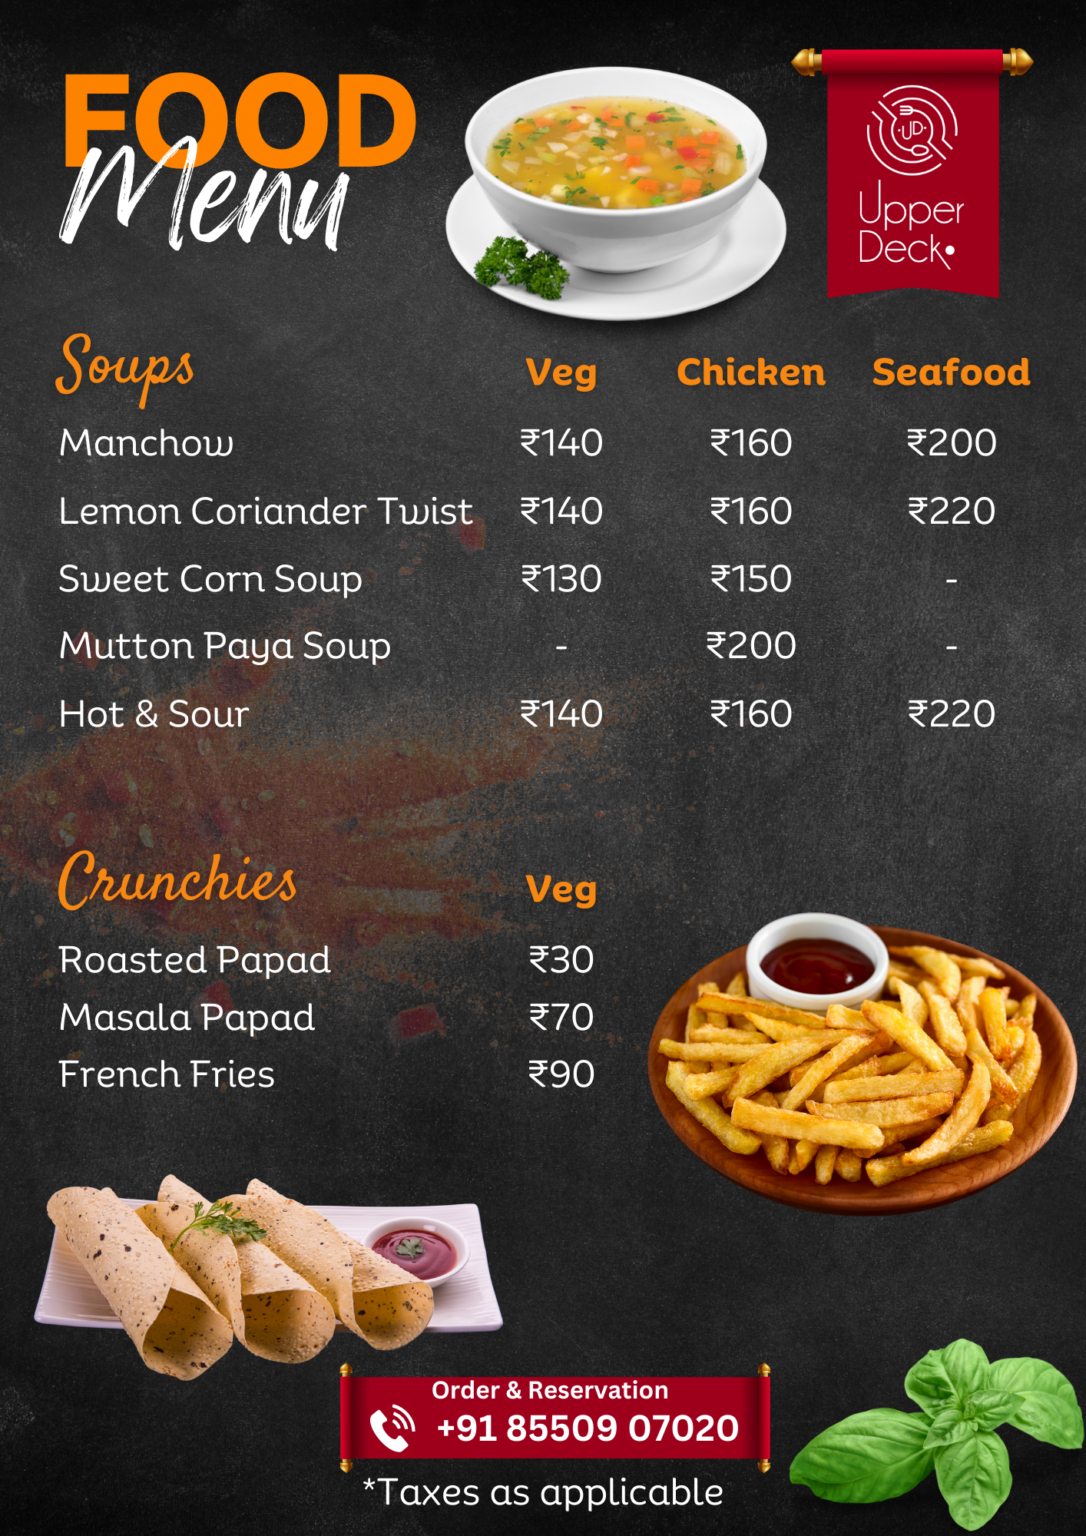 FOOD
Menu
UD
Upper
Deck.
Soups Veg Chicken Seafood
Manchow ₹140 ₹160 ₹200
Lemon Coriander Twist ₹140 ₹160 ₹220
Sweet Corn Soup ₹130 ₹150 -
Mutton Paya Soup - ₹200 -
Hot & Sour ₹140 ₹160 ₹220
Crunchies Veg
Roasted Papad ₹30
Masala Papad ₹70
French Fries ₹90
Order & Reservation
+91 85509 07020
*Taxes as applicable